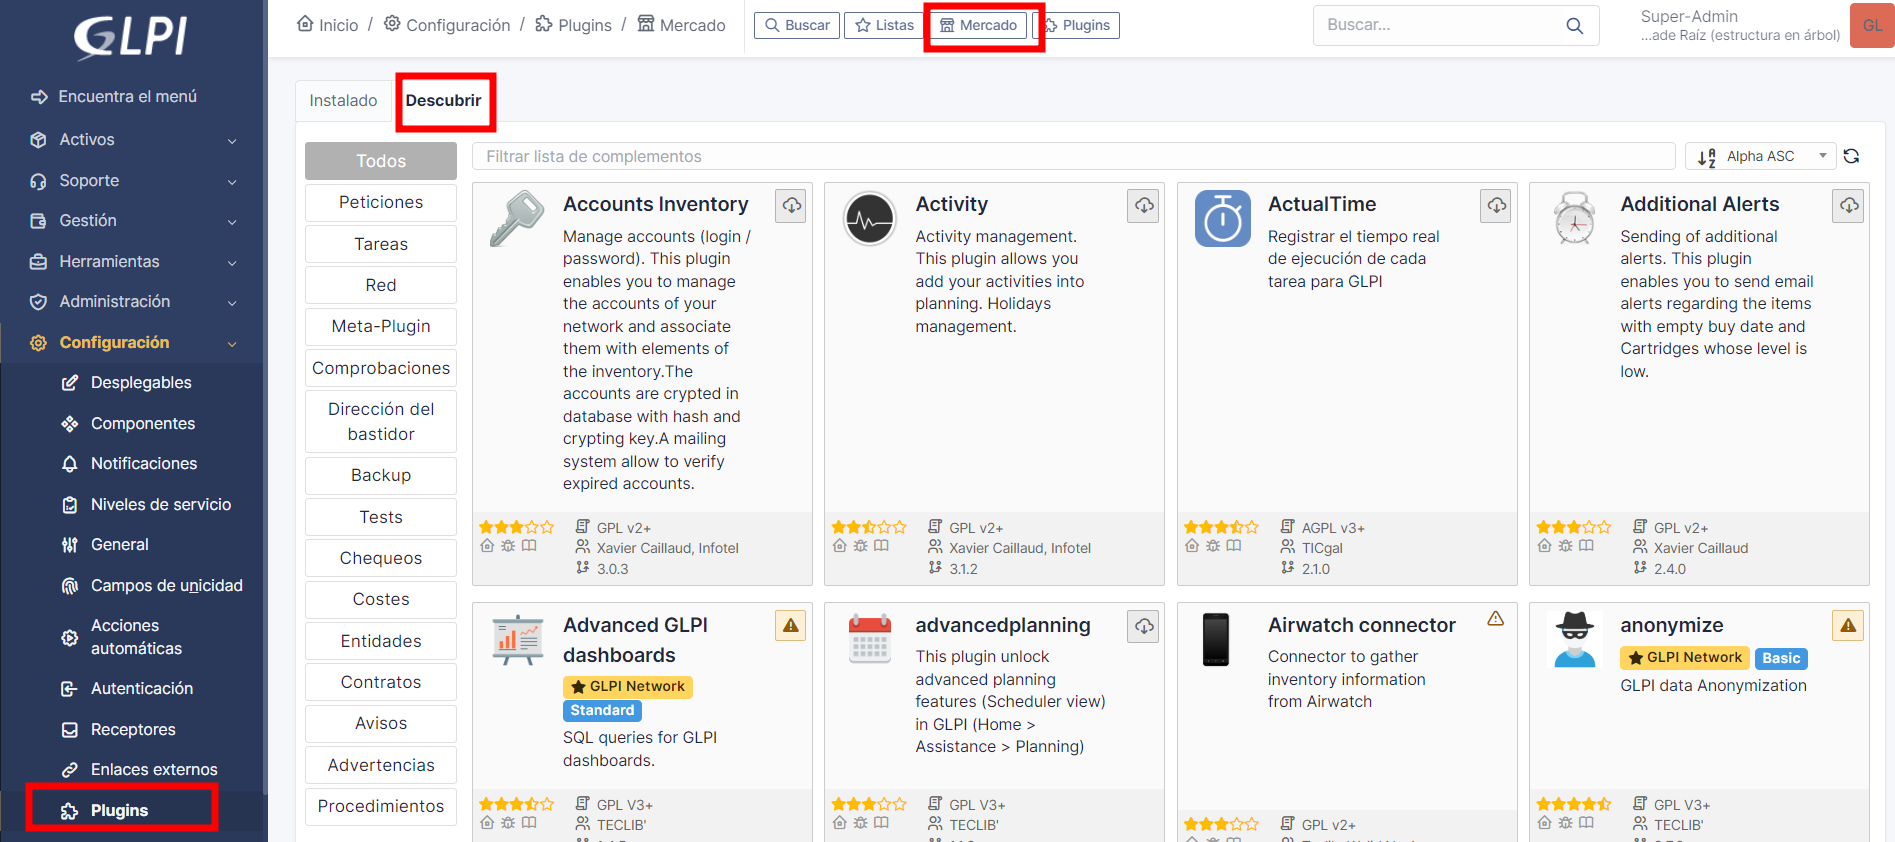 GLPI
Encuentra el menú
Activos
Soporte
Gestión
Herramientas
Administración
Configuración
Desplegables
Componentes
Notificaciones
Niveles de servicio
General
Campos de unicidad
Acciones
automáticas
Autenticación
Receptores
Enlaces externos
Plugins
Inicio / Configuración / Plugins / Mercado
Buscar
Listas
Mercado
Plugins
Buscar...
Super-Admin
...ade Raíz (estructura en árbol)
GL
Instalado
Descubrir
Todos
Peticiones
Tareas
Red
Meta-Plugin
Comprobaciones
Dirección del
bastidor
Backup
Tests
Chequeos
Costes
Entidades
Contratos
Avisos
Advertencias
Procedimientos
Filtrar lista de complementos
Alpha ASC
Accounts Inventory
Manage accounts (login /
password). This plugin
enables you to manage
the accounts of your
network and associate
them with elements of
the inventory.The
accounts are crypted in
database with hash and
crypting key.A mailing
system allow to verify
expired accounts.
GPL v2+
Xavier Caillaud, Infotel
3.0.3
Activity
Activity management.
This plugin allows you
add your activities into
planning. Holidays
management.
GPL v2+
Xavier Caillaud, Infotel
3.1.2
ActualTime
Registrar el tiempo real
de ejecución de cada
tarea para GLPI
AGPL v3+
TICgal
2.1.0
Additional Alerts
Sending of additional
alerts. This plugin
enables you to send email
alerts regarding the items
with empty buy date and
Cartridges whose level is
low.
GPL v2+
Xavier Caillaud
2.4.0
Advanced GLPI
dashboards
GLPI Network
Standard
SQL queries for GLPI
dashboards.
GPL V3+
TECLIB'
advancedplanning
This plugin unlock
advanced planning
features (Scheduler view)
in GLPI (Home >
Assistance > Planning)
GPL V3+
TECLIB'
Airwatch connector
Connector to gather
inventory information
from Airwatch
GPL v2+
anonymize
GLPI Network Basic
GLPI data Anonymization
GPL V3+
TECLIB'